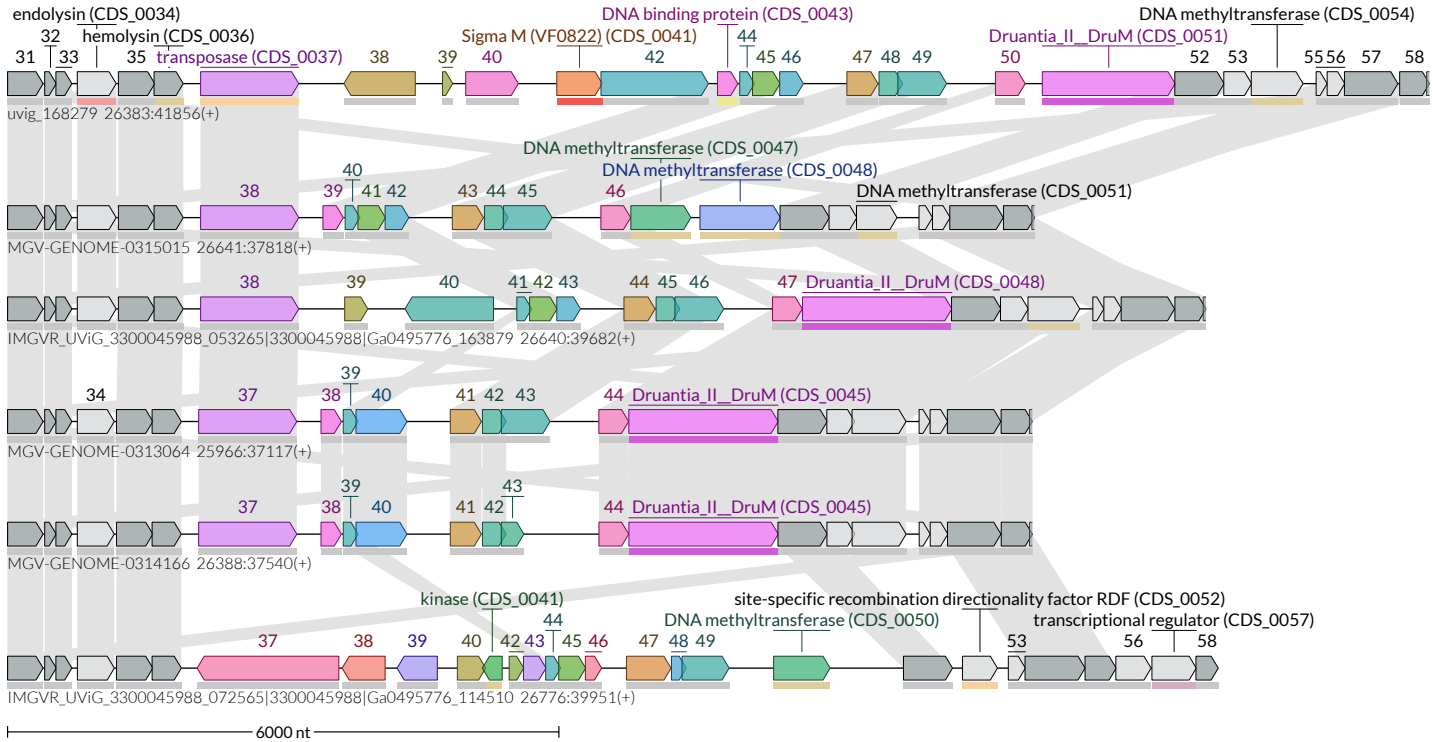 endolysin (CDS_0034) DNA binding protein (CDS_0043) DNA methyltransferase (CDS_0054)
32 hemolysin (CDS_0036) Sigma M (VF0822) (CDS_0041) 44 Druantia_II__DruM (CDS_0051)
31 33 35 transposase (CDS_0037) 38 39 40 42 45 46 47 48 49 50 52 53 55 56 57 58
uvig_168279 26383:41856(+)
DNA methyltransferase (CDS_0047)
40 DNA methyltransferase (CDS_0048)
38 39 41 42 43 44 45 46 DNA methyltransferase (CDS_0051)
MGV-GENOME-0315015 26641:37818(+)
38 39 40 41 42 43 44 45 46 47 Druantia_II__DruM (CDS_0048)
IMGVR_UViG_3300045988_053265|3300045988|Ga0495776_163879 26640:39682(+)
39
34 37 38 40 41 42 43 44 Druantia_II__DruM (CDS_0045)
MGV-GENOME-0313064 25966:37117(+)
39 43
37 38 40 41 42 44 Druantia_II__DruM (CDS_0045)
MGV-GENOME-0314166 26388:37540(+)
kinase (CDS_0041) site-specific recombination directionality factor RDF (CDS_0052)
44 DNA methyltransferase (CDS_0050) transcriptional regulator (CDS_0057)
37 38 39 40 42 43 45 46 47 48 49 53 56 58
IMGVR_UViG_3300045988_072565|3300045988|Ga0495776_114510 26776:39951(+)
6000 nt